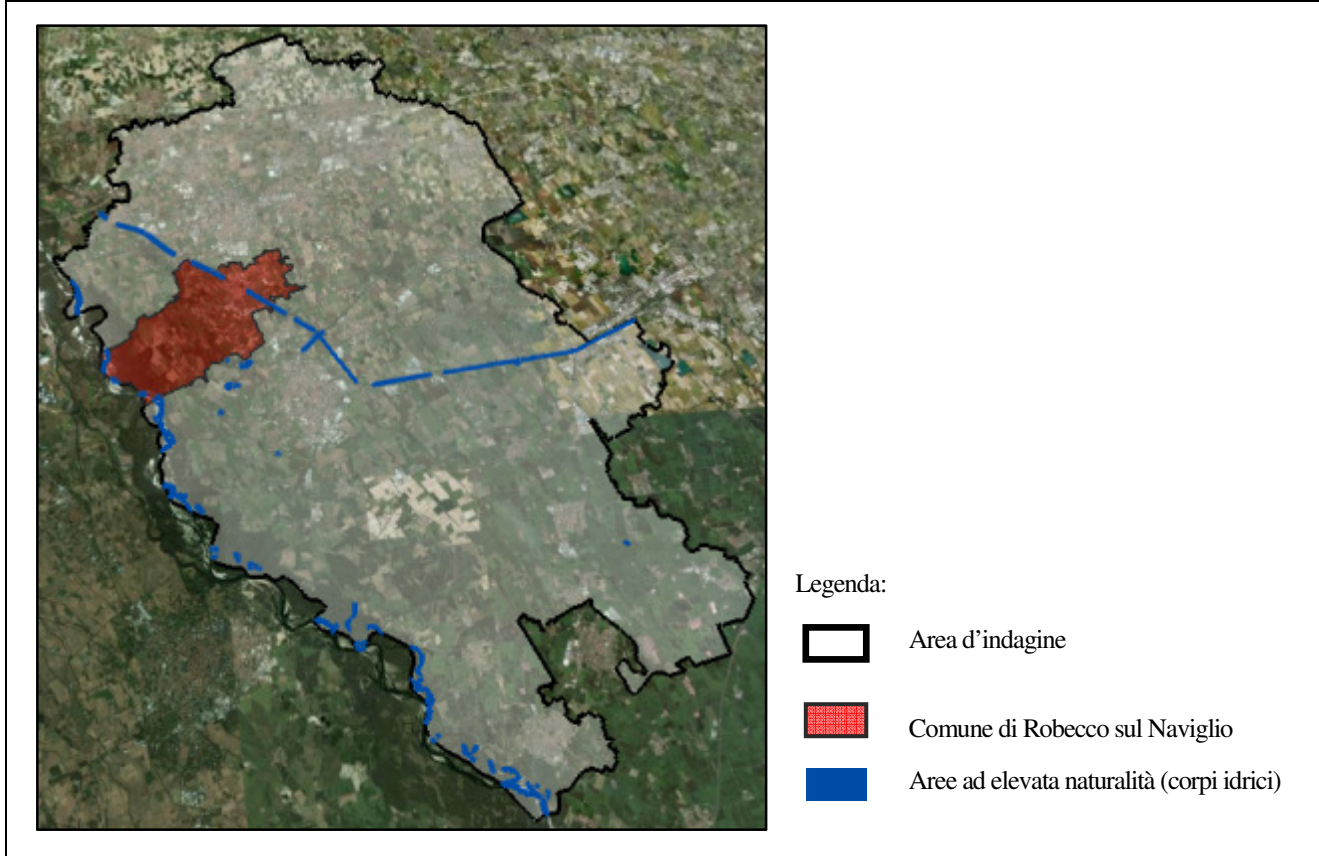 Legenda:
Area d'indagine
Comune di Robecco sul Naviglio
Aree ad elevata naturalità (corpi idrici)